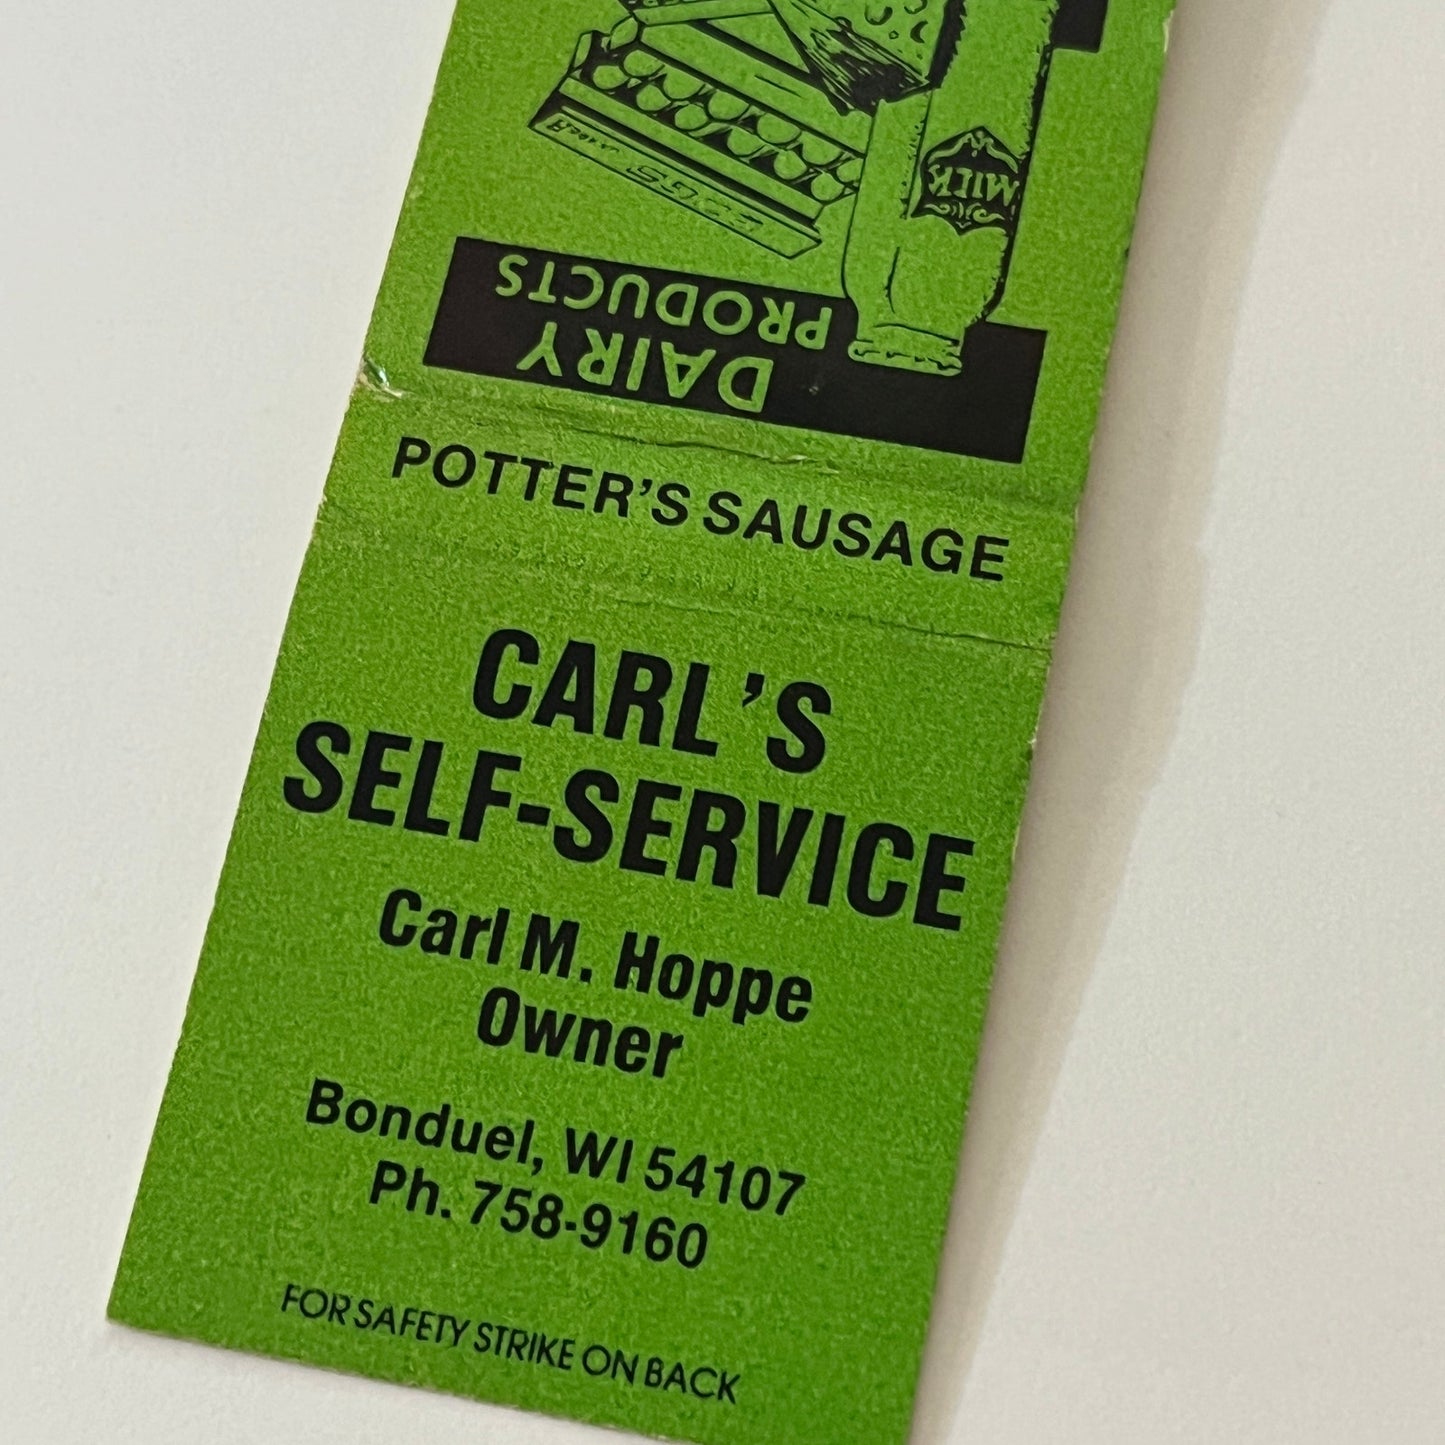 MILK
EGGS
DAIRY
PRODUCTS
POTTER'S SAUSAGE
CARL'S
SELF-SERVICE
Carl M. Hoppe
Owner
Bonduel, WI 54107
Ph. 758-9160
FOR SAFETY STRIKE ON BACK